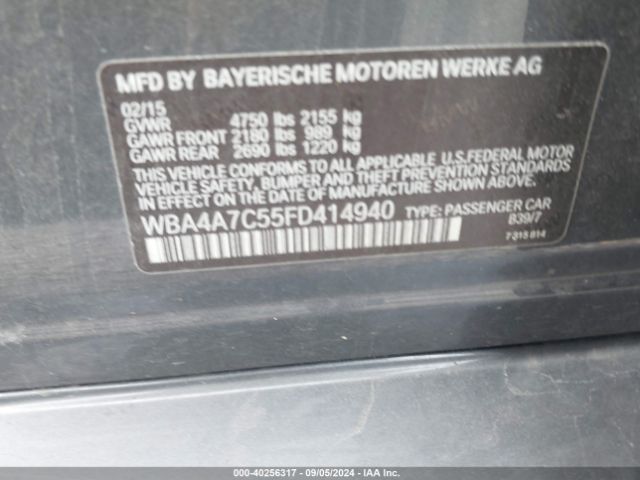 MFD BY BAYERISCHE MOTOREN WERKE AG
02/15
GVWR 4750 lbs 2155 kg
GAWR FRONT 2180 lbs 989 kg
GAWR REAR 2690 lbs 1220 kg
THIS VEHICLE CONFORMS TO ALL APPLICABLE U.S.FEDERAL MOTOR
VEHICLE SAFETY, BUMPER AND THEFT PREVENTION STANDARDS
IN EFFECT ON THE DATE OF MANUFACTURE SHOWN ABOVE.
WBA4A7C55FD414940 TYPE: PASSENGER CAR
839/7
7 315 814
000-40256317 - 09/05/2024 - IAA Inc.